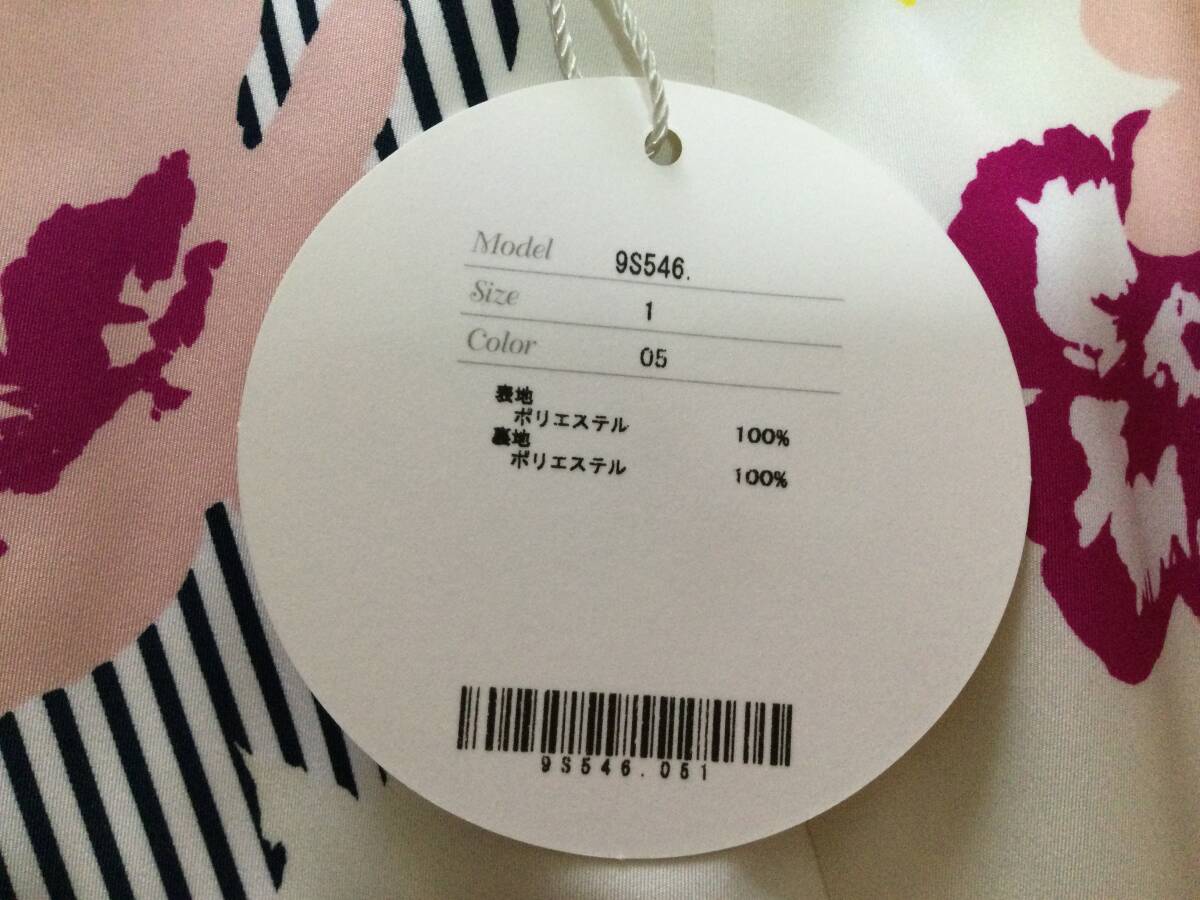 Model 9S546.
Size 1
Color 05
表地
ポリエステル 100%
裏地
ポリエステル 100%
9S546.051